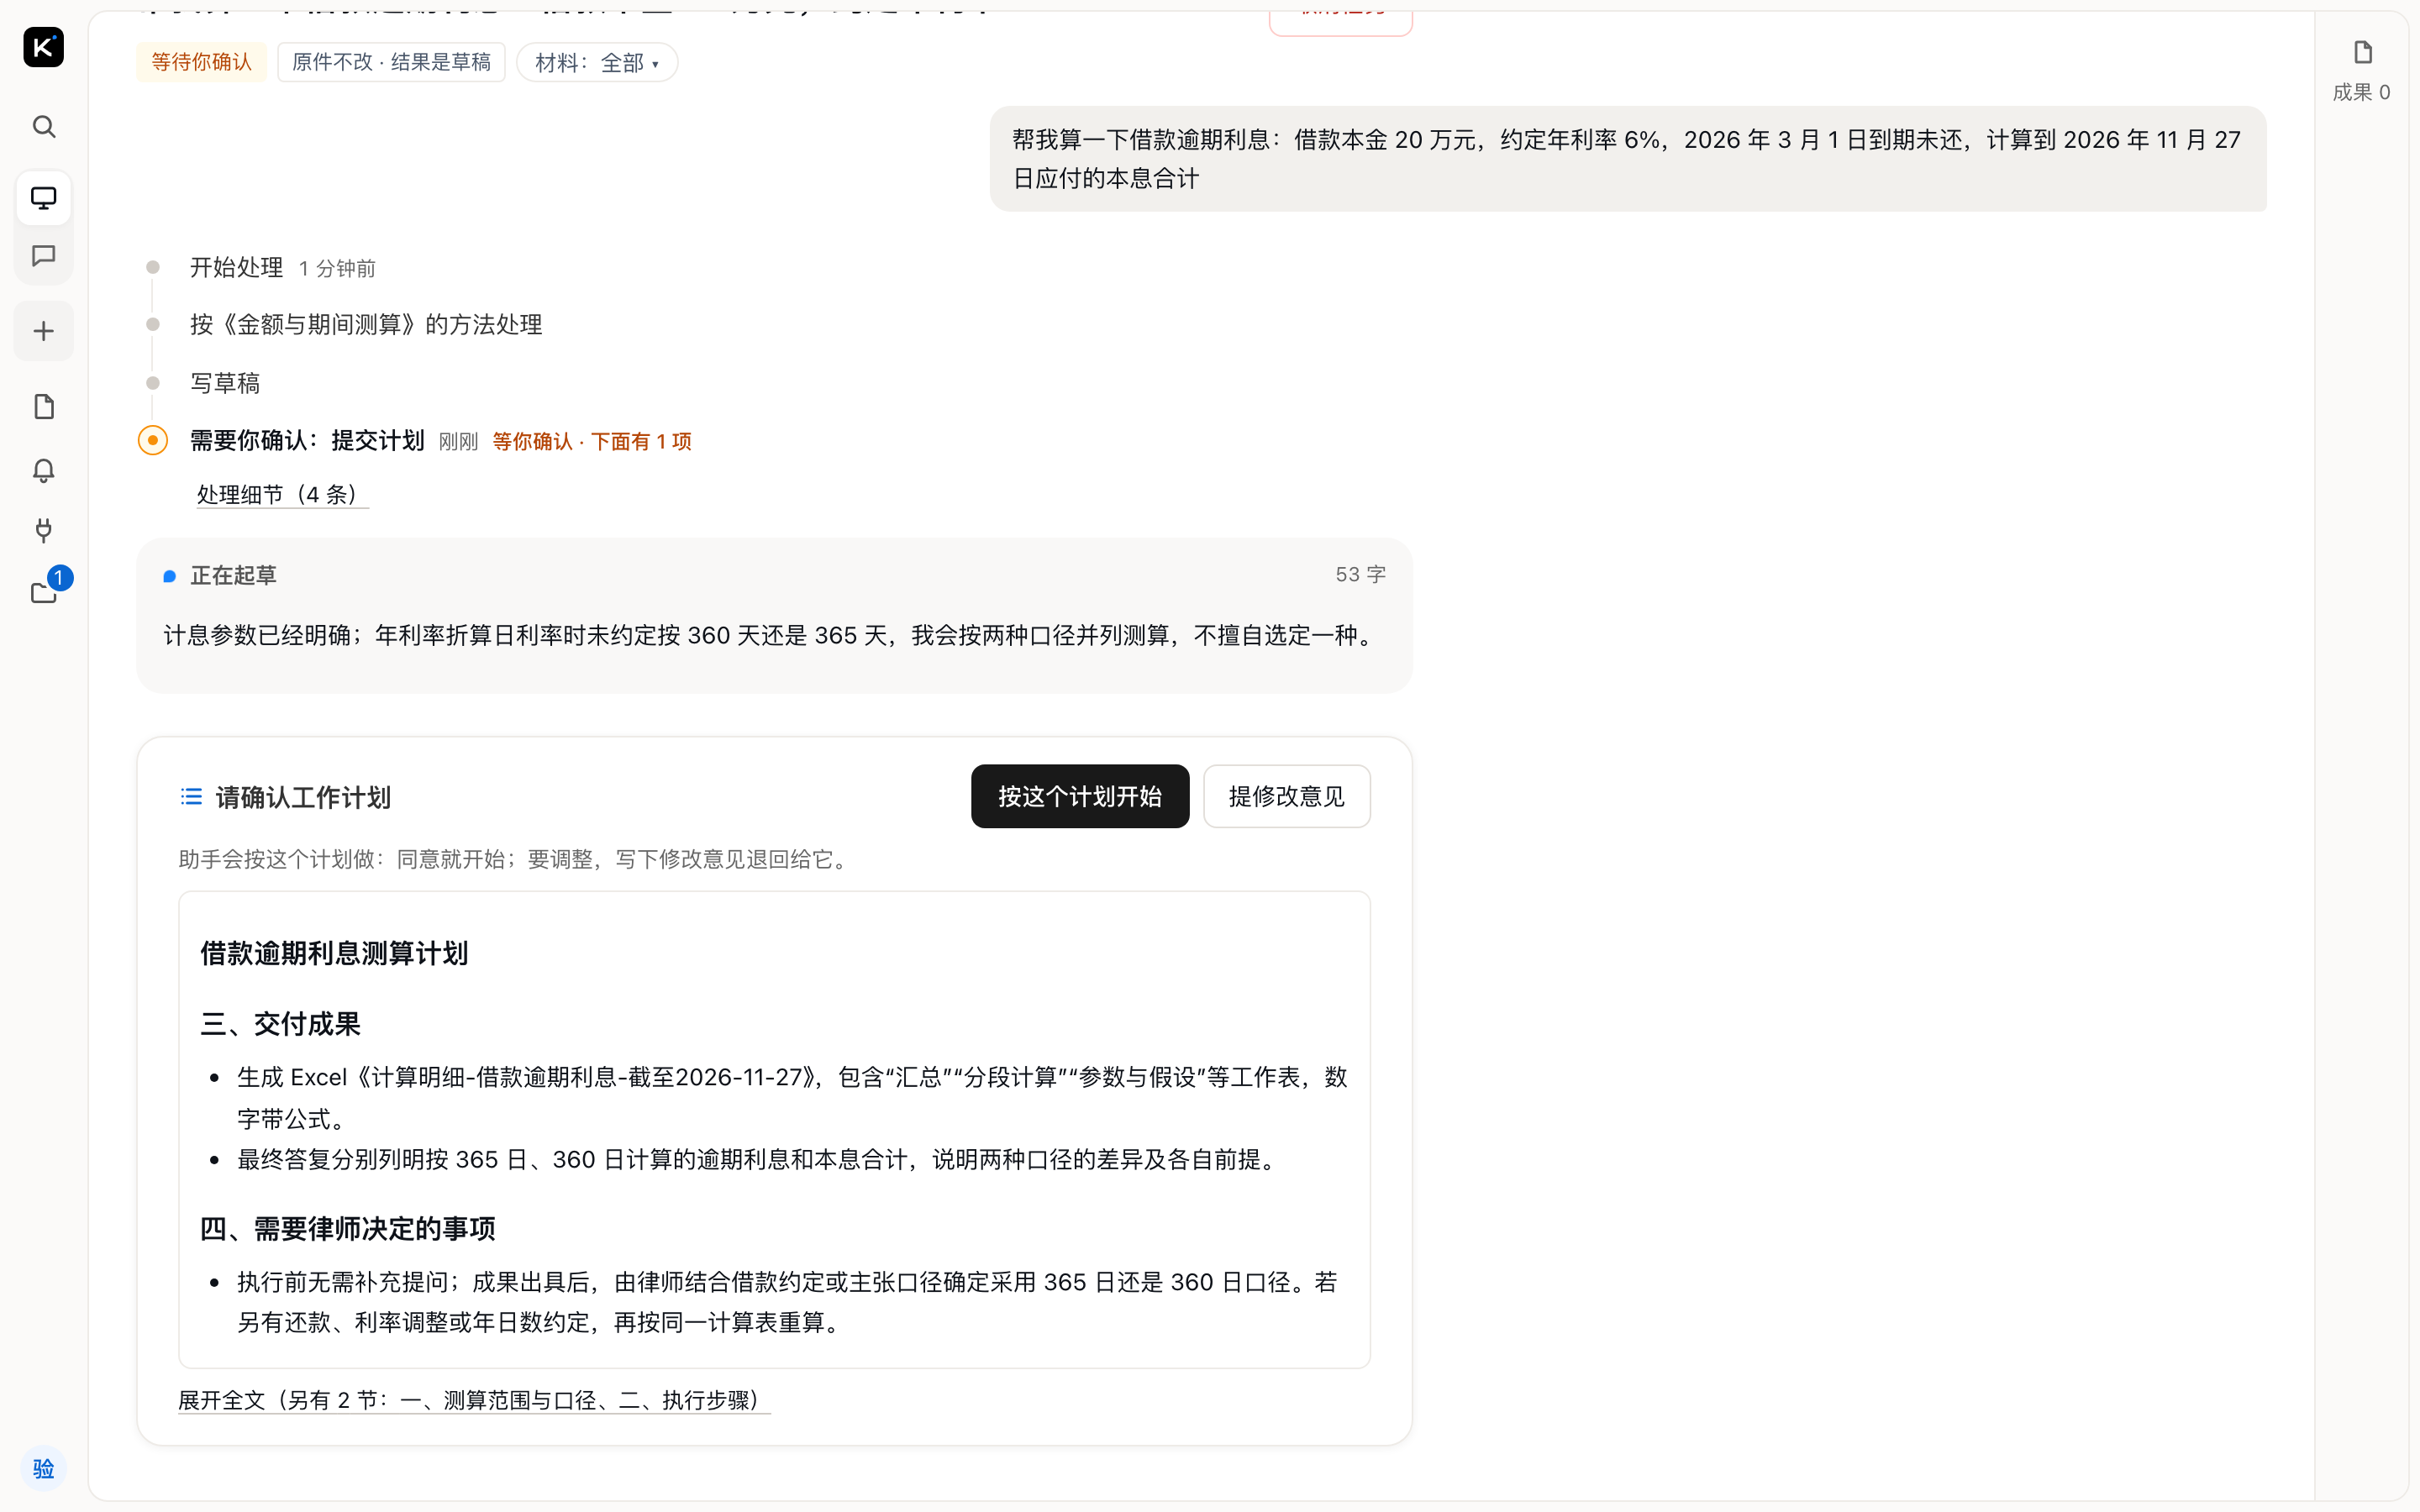 等待你确认
原件不改 · 结果是草稿
材料：全部 ▾
成果 0
帮我算一下借款逾期利息：借款本金 20 万元，约定年利率 6%，2026 年 3 月 1 日到期未还，计算到 2026 年 11 月 27
日应付的本息合计
开始处理 1 分钟前
按《金额与期间测算》的方法处理
写草稿
需要你确认：提交计划 刚刚 等你确认 · 下面有 1 项
处理细节（4 条）
1
正在起草
53 字
计息参数已经明确；年利率折算日利率时未约定按 360 天还是 365 天，我会按两种口径并列测算，不擅自选定一种。
请确认工作计划
按这个计划开始
提修改意见
助手会按这个计划做：同意就开始；要调整，写下修改意见退回给它。
借款逾期利息测算计划
三、交付成果
• 生成 Excel《计算明细-借款逾期利息-截至2026-11-27》，包含“汇总”“分段计算”“参数与假设”等工作表，数
字带公式。
• 最终答复分别列明按 365 日、360 日计算的逾期利息和本息合计，说明两种口径的差异及各自前提。
四、需要律师决定的事项
• 执行前无需补充提问；成果出具后，由律师结合借款约定或主张口径确定采用 365 日还是 360 日口径。若
另有还款、利率调整或年日数约定，再按同一计算表重算。
展开全文（另有 2 节：一、测算范围与口径、二、执行步骤）
验